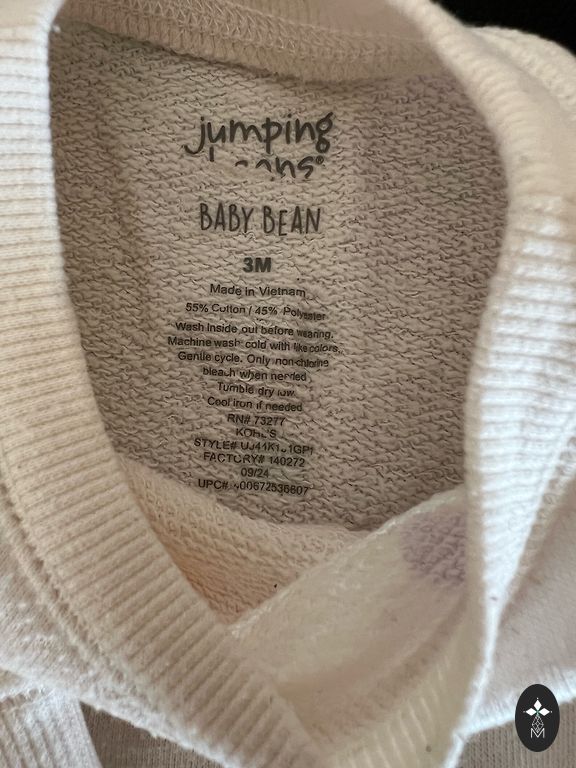 jumping
beans®
BABY BEAN
3M
Made in Vietnam
55% Cotton / 45% Polyester
Wash inside out before wearing.
Machine wash cold with like colors.
Gentle cycle. Only non-chlorine
bleach when needed
Tumble dry low
Cool iron if needed
RN# 73277
KOHL'S
STYLE#
FACTORY# 140272
09/24
UPC#
M